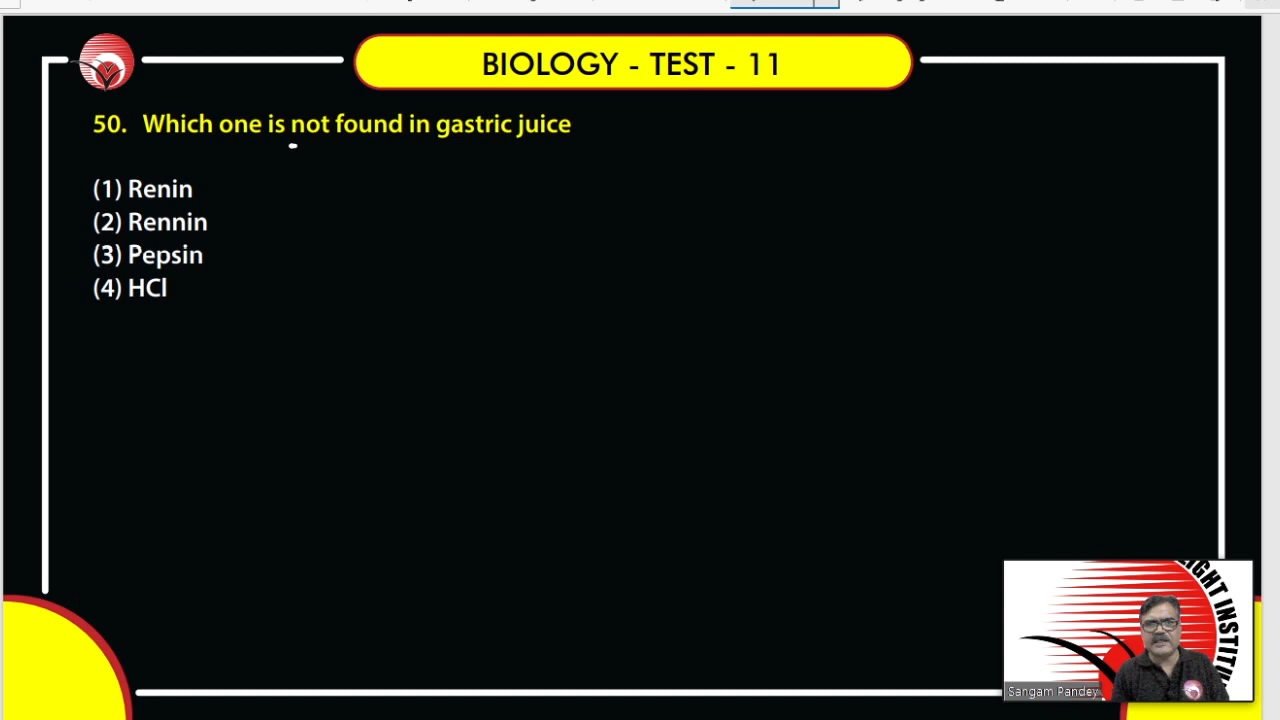 BIOLOGY - TEST - 11
50. Which one is not found in gastric juice
(1) Renin
(2) Rennin
(3) Pepsin
(4) HCl
Sangam Pandey